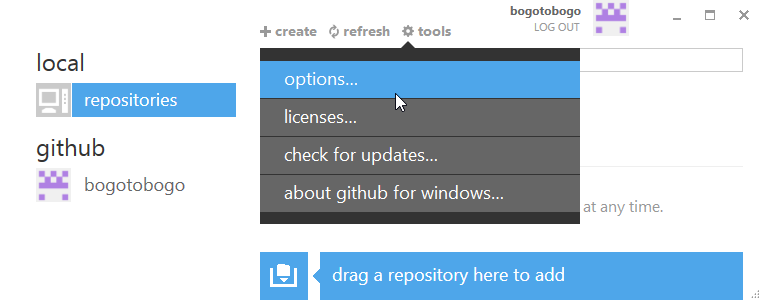 bogotobogo
LOG OUT
create refresh tools
local
repositories
github
bogotobogo
options...
licenses...
check for updates...
about github for windows...
at any time.
drag a repository here to add